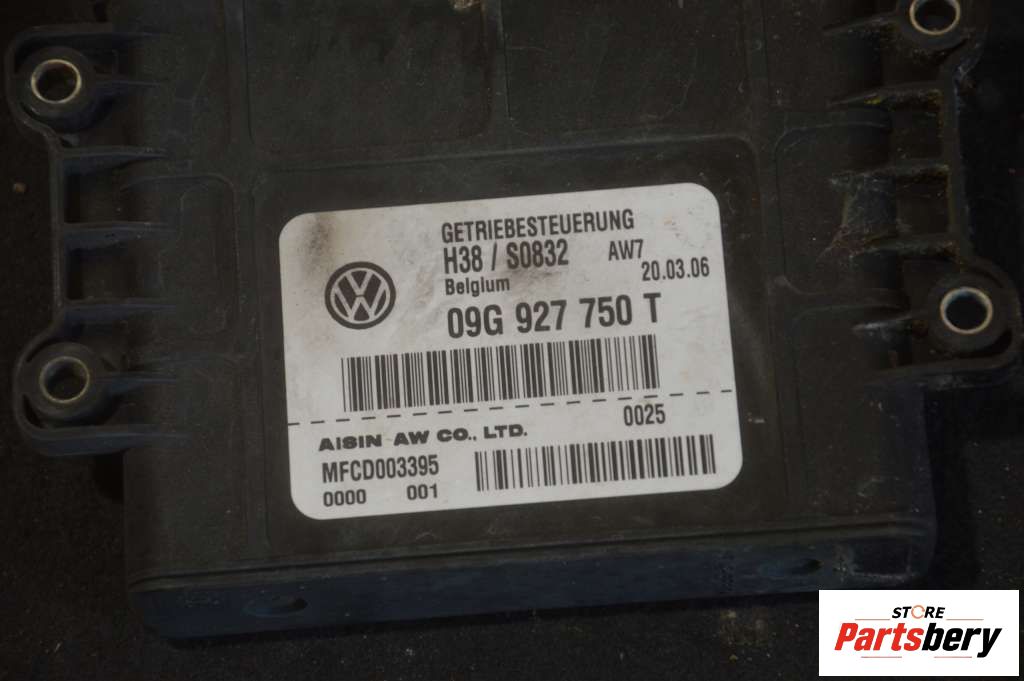 GETRIEBESTEUERUNG
H38 / S0832 AW7
Belgium 20.03.06
09G 927 750 T
0025
AISIN AW CO., LTD.
MFCD003395
0000 001
STORE
Partsbery